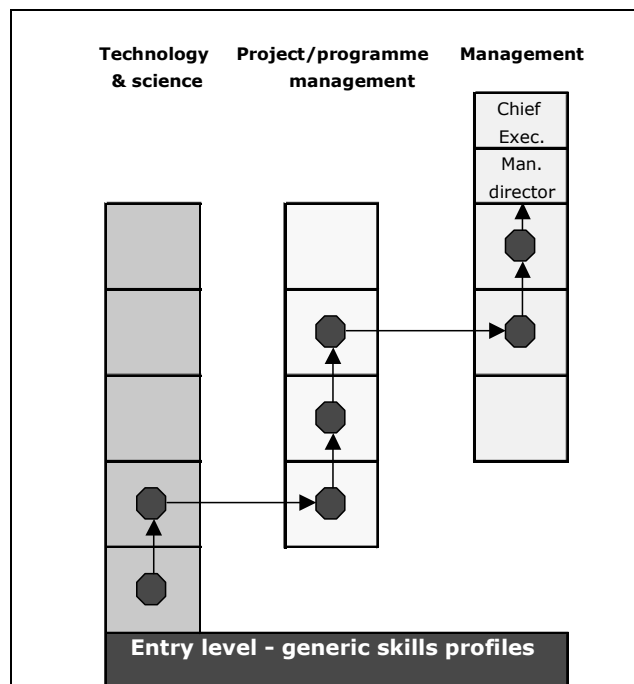 Technology
& science
Project/programme
management
Management
Chief
Exec.
Man.
director
Entry level - generic skills profiles